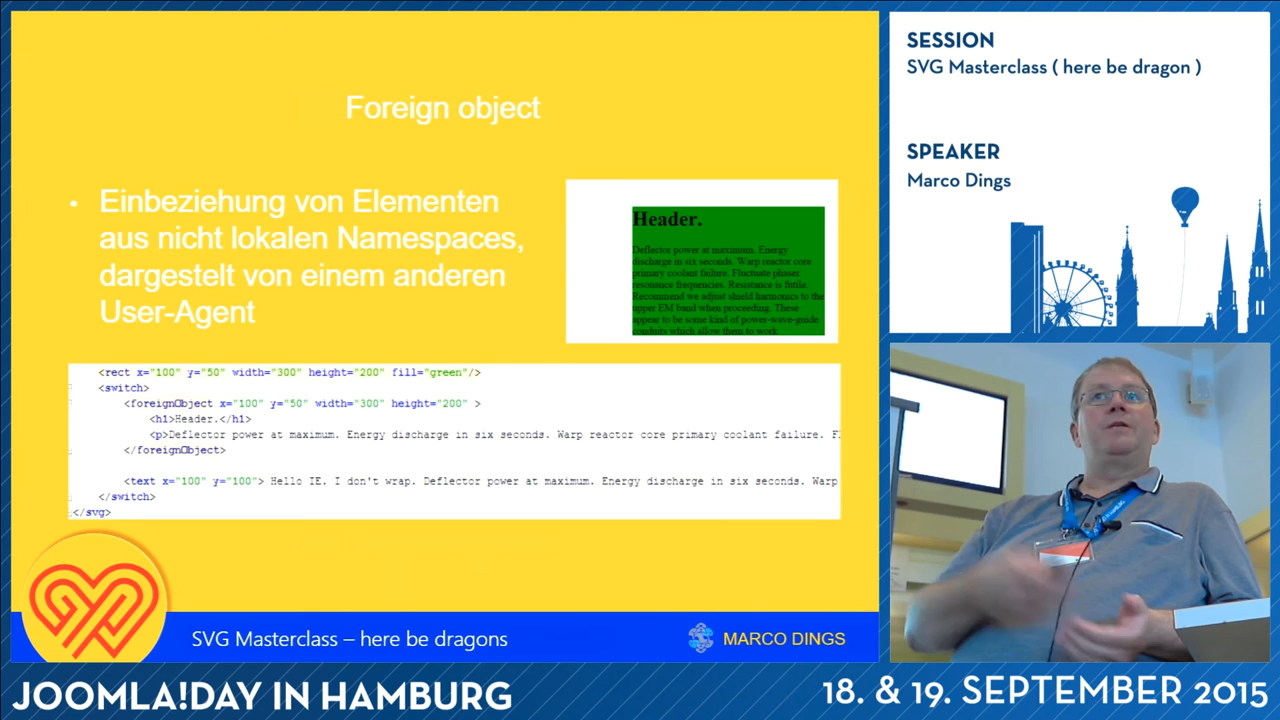 Foreign object
• Einbeziehung von Elementen
aus nicht lokalen Namespaces,
dargestelt von einem anderen
User-Agent
Header.
Deflector power at maximum. Energy
discharge in six seconds. Warp reactor core
primary coolant failure. Fluctuate phaser
resonance frequencies. Resistance is futile.
Recommend we adjust shield harmonics to the
upper EM band when proceeding. These
appear to be some kind of power-wave-guide
conduits which allow them to work
<rect x="100" y="50" width="300" height="200" fill="green"/>
<switch>
<foreignObject x="100" y="50" width="300" height="200" >
<h1>Header.</h1>
<p>Deflector power at maximum. Energy discharge in six seconds. Warp reactor core primary coolant failure. Fl
</foreignObject>
<text x="100" y="100"> Hello IE. I don't wrap. Deflector power at maximum. Energy discharge in six seconds. Warp
</switch>
</svg>
SVG Masterclass – here be dragons
MARCO DINGS
SESSION
SVG Masterclass ( here be dragon )
SPEAKER
Marco Dings
JOOMLA!DAY IN HAMBURG
18. & 19. SEPTEMBER 2015